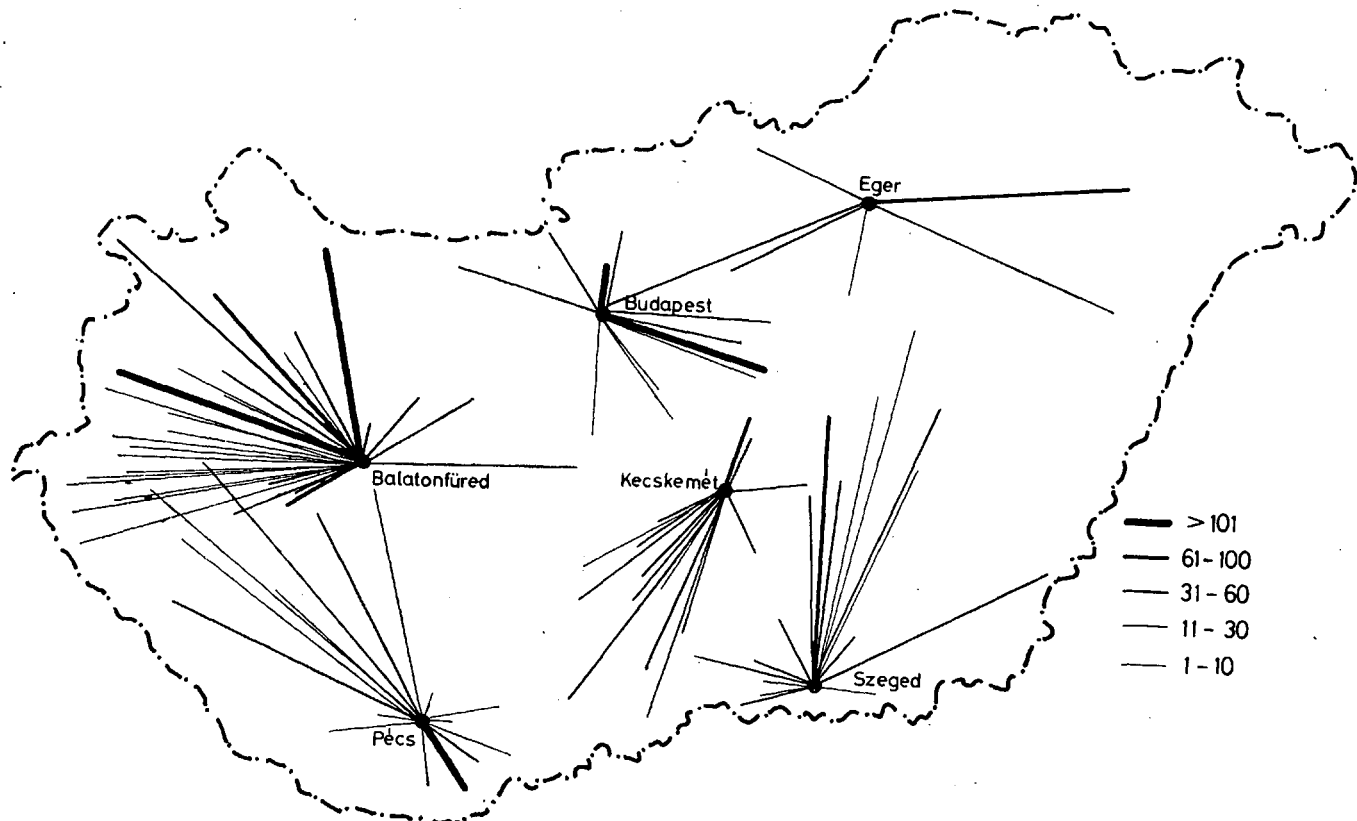 Eger
Budapest
Balatonfüred
Kecskemét
Szeged
Pécs
>101
61-100
31-60
11-30
1-10